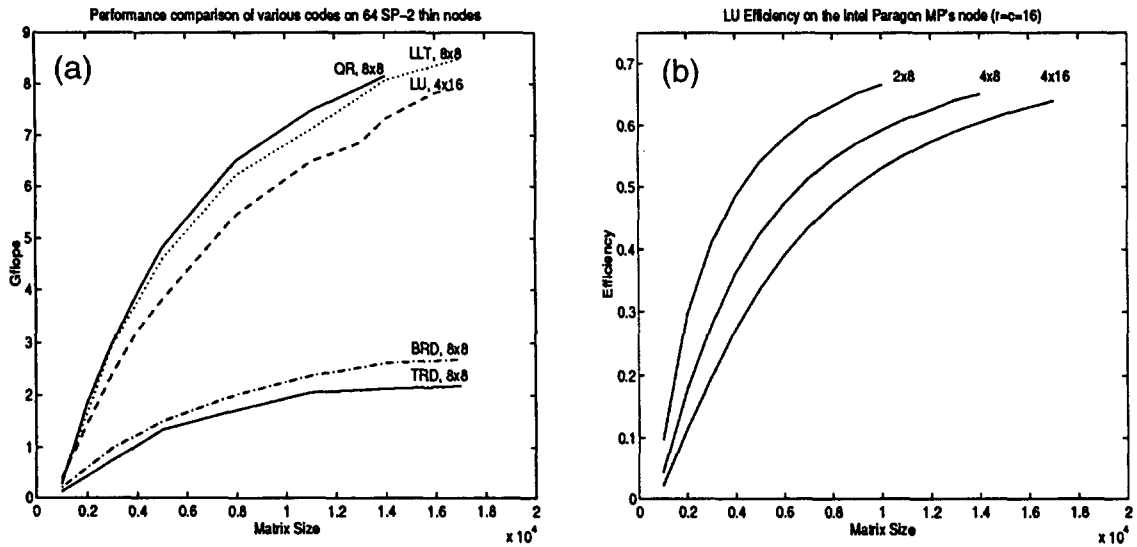 Performance comparison of various codes on 64 SP-2 thin nodes
(a)
QR, 8x8
LLT, 8x8
LU, 4x16
BRD, 8x8
TRD, 8x8
Gflops
9
8
7
6
5
4
3
2
1
0
0 0.2 0.4 0.6 0.8 1 1.2 1.4 1.6 1.8 2
Matrix Size
x 10^4
LU Efficiency on the Intel Paragon MP's node (r=c=16)
(b)
2x8
4x8
4x16
Efficiency
0.7
0.6
0.5
0.4
0.3
0.2
0.1
0
0 0.2 0.4 0.6 0.8 1 1.2 1.4 1.6 1.8 2
Matrix Size
x 10^4